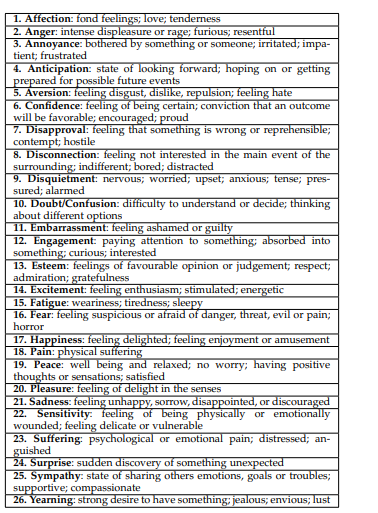 1. Affection: fond feelings; love; tenderness
2. Anger: intense displeasure or rage; furious; resentful
3. Annoyance: bothered by something or someone; irritated; impa-
tient; frustrated
4. Anticipation: state of looking forward; hoping on or getting
prepared for possible future events
5. Aversion: feeling disgust, dislike, repulsion; feeling hate
6. Confidence: feeling of being certain; conviction that an outcome
will be favorable; encouraged; proud
7. Disapproval: feeling that something is wrong or reprehensible;
contempt; hostile
8. Disconnection: feeling not interested in the main event of the
surrounding; indifferent; bored; distracted
9. Disquietment: nervous; worried; upset; anxious; tense; pres-
sured; alarmed
10. Doubt/Confusion: difficulty to understand or decide; thinking
about different options
11. Embarrassment: feeling ashamed or guilty
12. Engagement: paying attention to something; absorbed into
something; curious; interested
13. Esteem: feelings of favourable opinion or judgement; respect;
admiration; gratefulness
14. Excitement: feeling enthusiasm; stimulated; energetic
15. Fatigue: weariness; tiredness; sleepy
16. Fear: feeling suspicious or afraid of danger, threat, evil or pain;
horror
17. Happiness: feeling delighted; feeling enjoyment or amusement
18. Pain: physical suffering
19. Peace: well being and relaxed; no worry; having positive
thoughts or sensations; satisfied
20. Pleasure: feeling of delight in the senses
21. Sadness: feeling unhappy, sorrow, disappointed, or discouraged
22. Sensitivity: feeling of being physically or emotionally
wounded; feeling delicate or vulnerable
23. Suffering: psychological or emotional pain; distressed; an-
guished
24. Surprise: sudden discovery of something unexpected
25. Sympathy: state of sharing others emotions, goals or troubles;
supportive; compassionate
26. Yearning: strong desire to have something; jealous; envious; lust